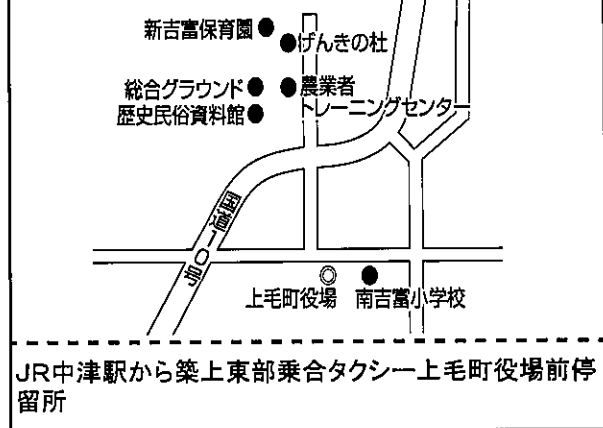 新吉富保育園
げんきの杜
総合グラウンド
農業者
トレーニングセンター
歴史民俗資料館
国道10号
上毛町役場
南吉富小学校
JR中津駅から築上東部乗合タクシー上毛町役場前停
留所